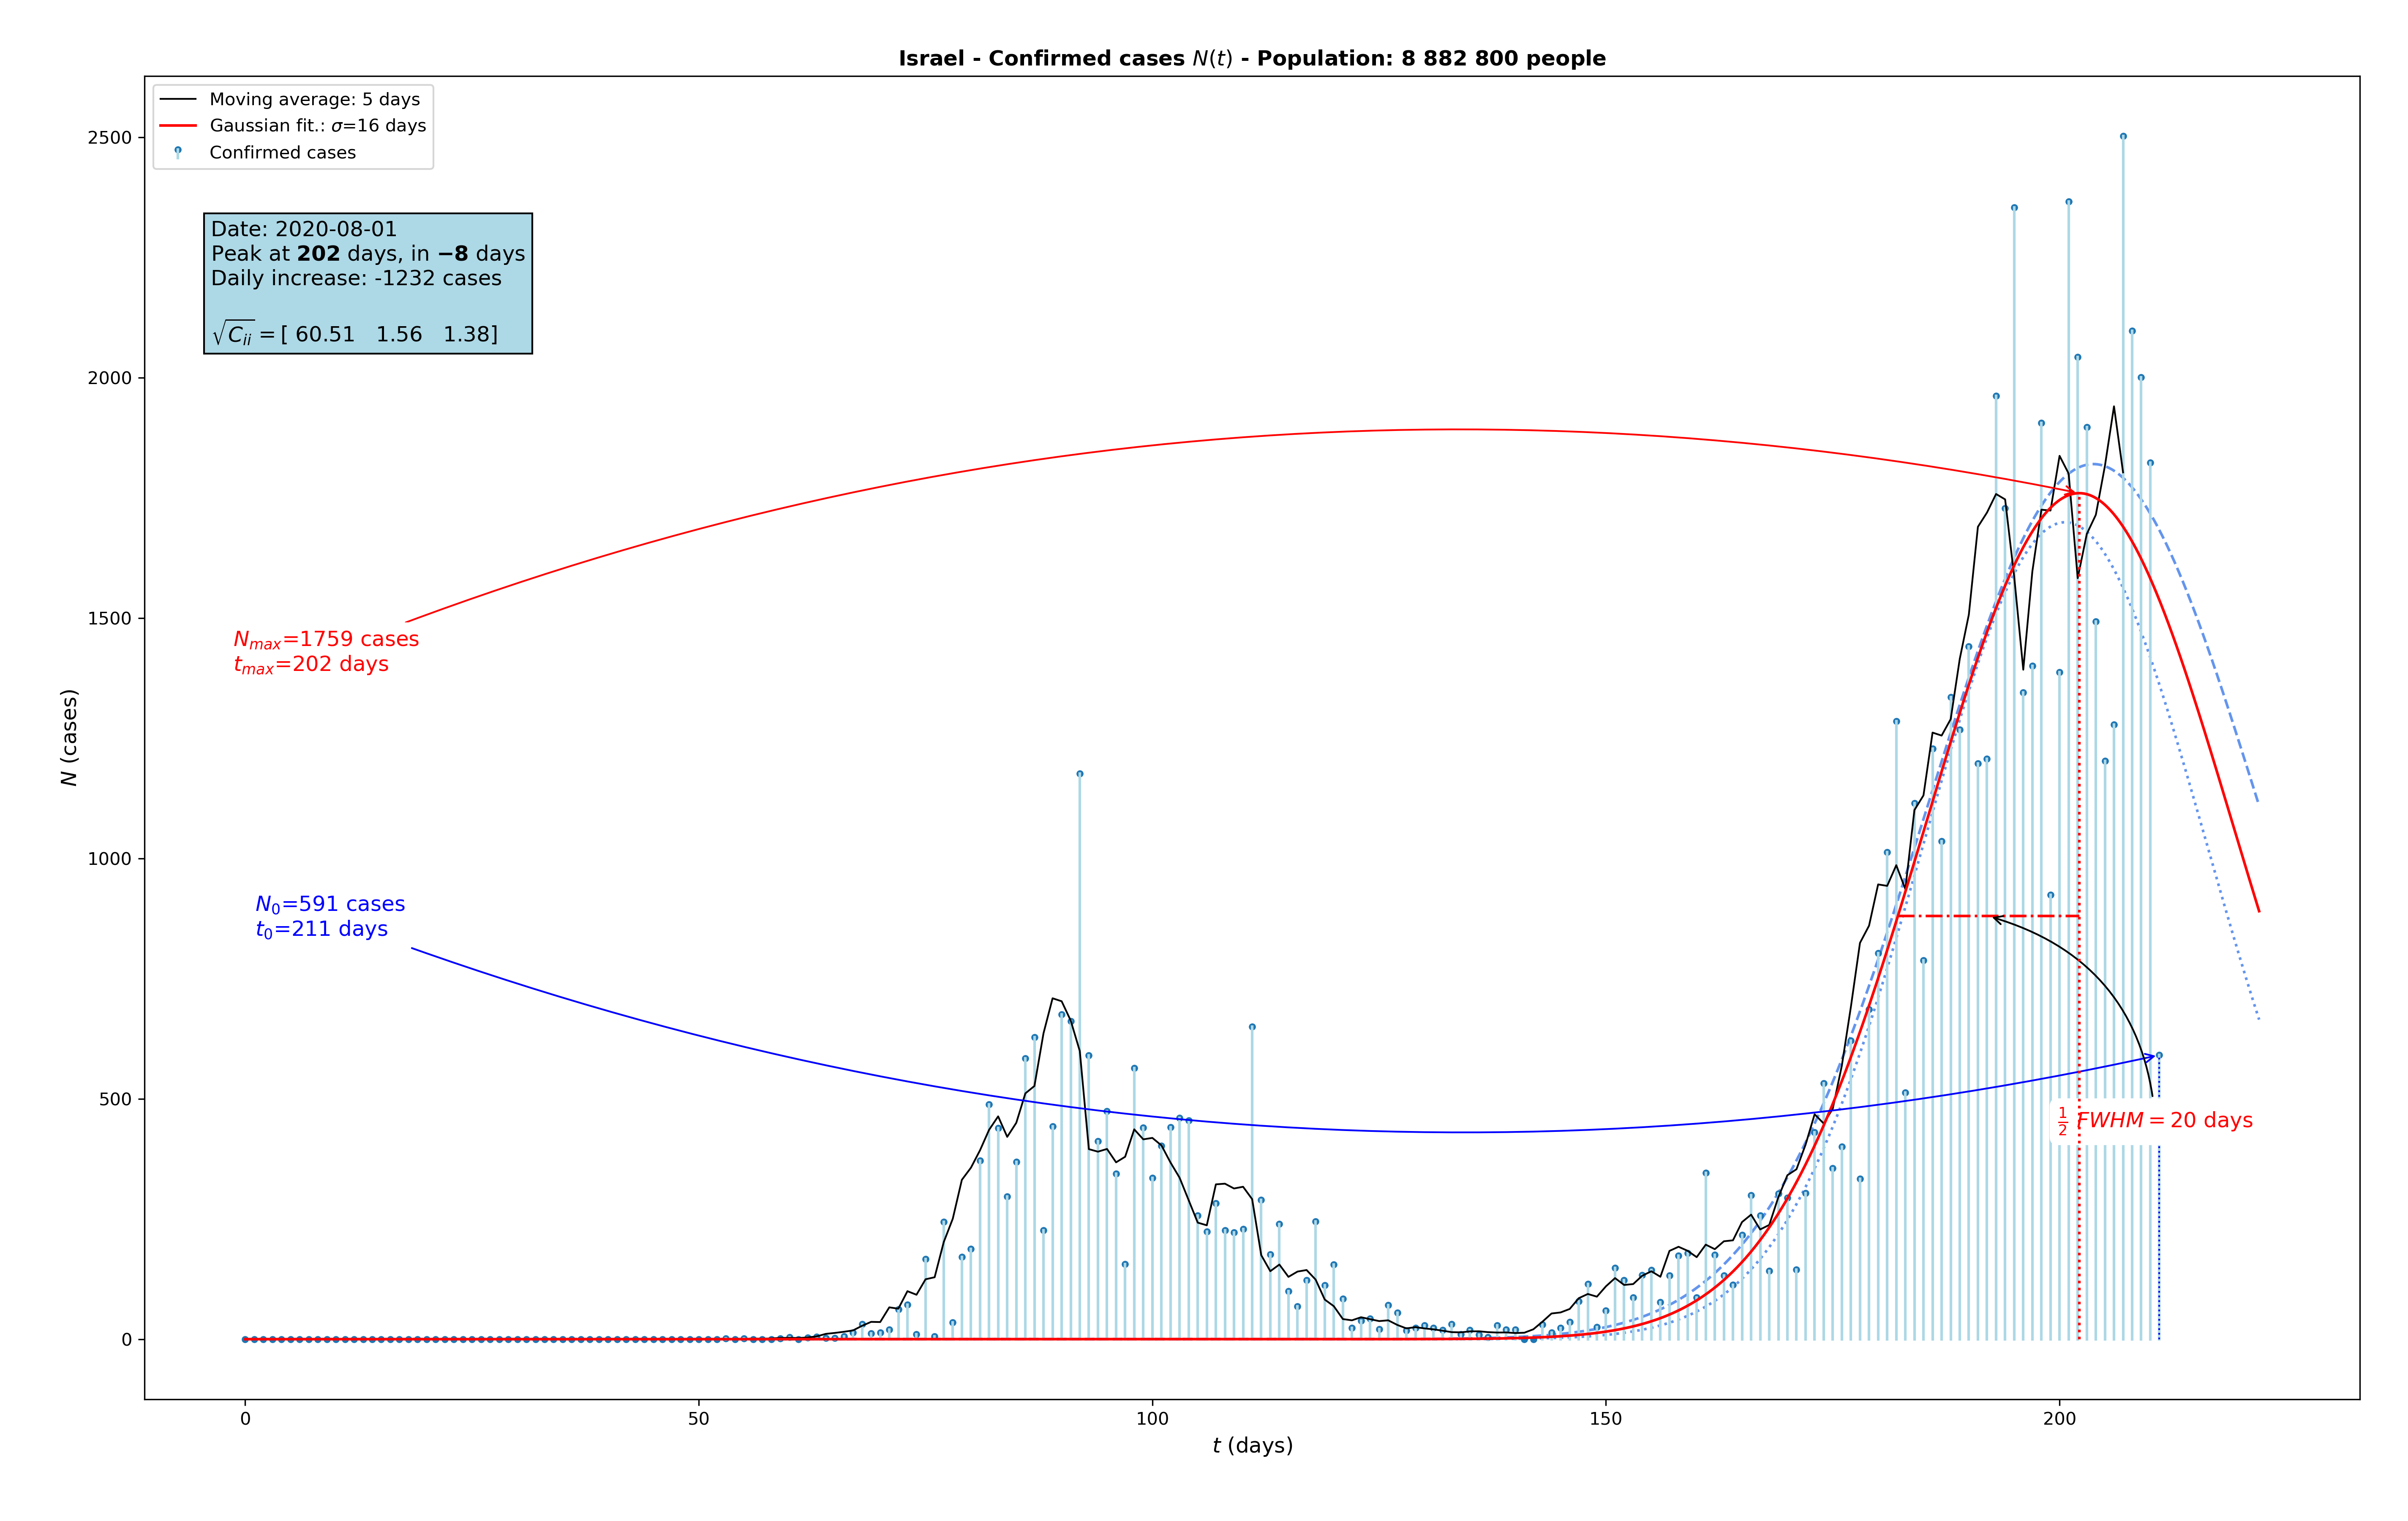 Israel - Confirmed cases N(t) - Population: 8 882 800 people
Moving average: 5 days
Gaussian fit.: σ=16 days
Confirmed cases
Date: 2020-08-01
Peak at 202 days, in −8 days
Daily increase: -1232 cases
√C_ii = [ 60.51 1.56 1.38]
N_max=1759 cases
t_max=202 days
N_0=591 cases
t_0=211 days
½ FWHM = 20 days
N (cases)
2500
2000
1500
1000
500
0
0 50 100 150 200
t (days)